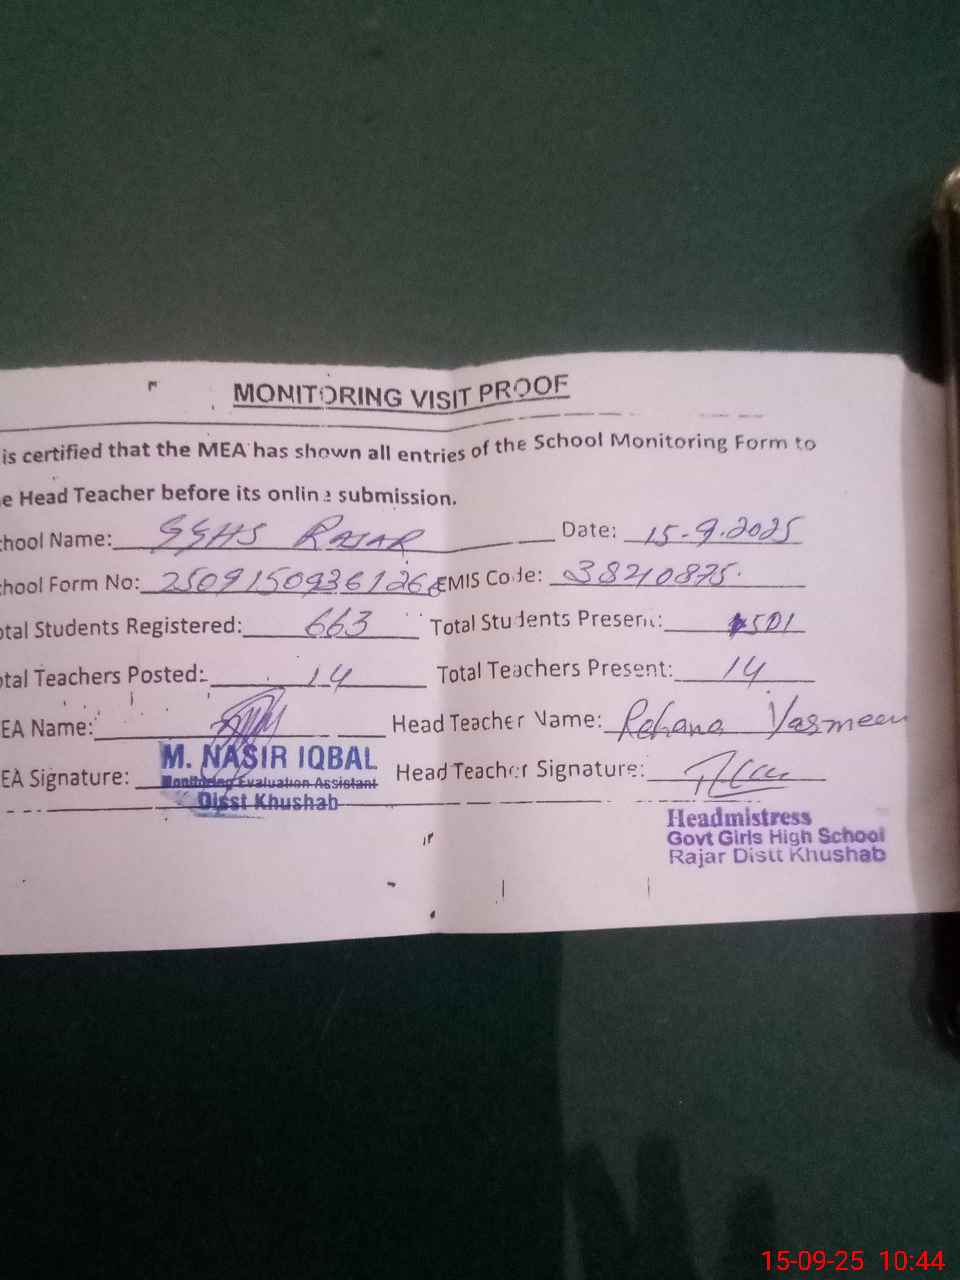 MONITORING VISIT PROOF
is certified that the MEA has shown all entries of the School Monitoring Form to
e Head Teacher before its online submission.
chool Name: GGHS RAJAR Date: 15-9-2025
chool Form No: EMIS Code: 38210875
otal Students Registered: 663 Total Students Present: 501
otal Teachers Posted: 14 Total Teachers Present: 14
EA Name: Head Teacher Name: Rehana Yasmeen
M. NASIR IQBAL
EA Signature: Head Teacher Signature:
Monitoring Evaluation Assistant
Disst Khushab
Headmistress
Govt Girls High School
Rajar Distt Khushab
15-09-25 10:44